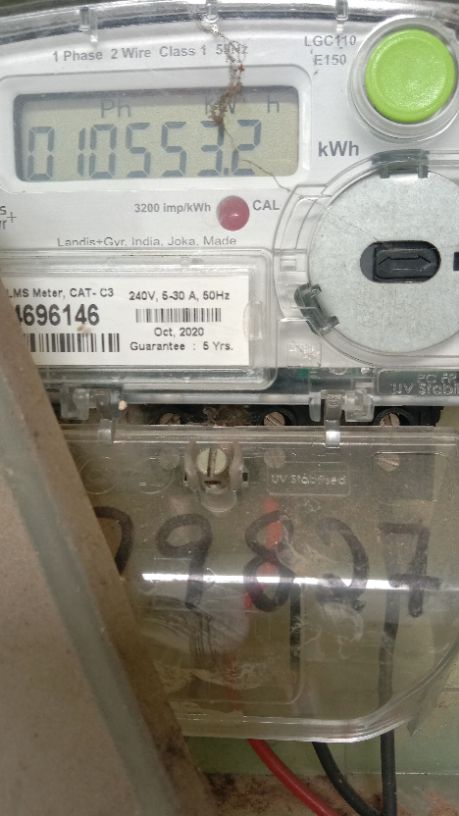 1 Phase 2 Wire Class 1 50Hz
LGC110
E150
Ph kW h
010553.2
kWh
3200 imp/kWh
CAL
Landis+Gyr, India, Joka, Made
LMS Meter, CAT- C3
4696146
240V, 5-30 A, 50Hz
Oct, 2020
Guarantee : 5 Yrs.
UV Stabilised
9827